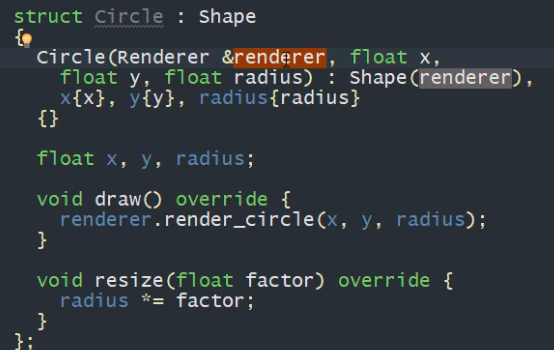 struct Circle : Shape
{
  Circle(Renderer &renderer, float x,
    float y, float radius) : Shape(renderer),
    x{x}, y{y}, radius{radius}
  {}

  float x, y, radius;

  void draw() override {
    renderer.render_circle(x, y, radius);
  }

  void resize(float factor) override {
    radius *= factor;
  }
};